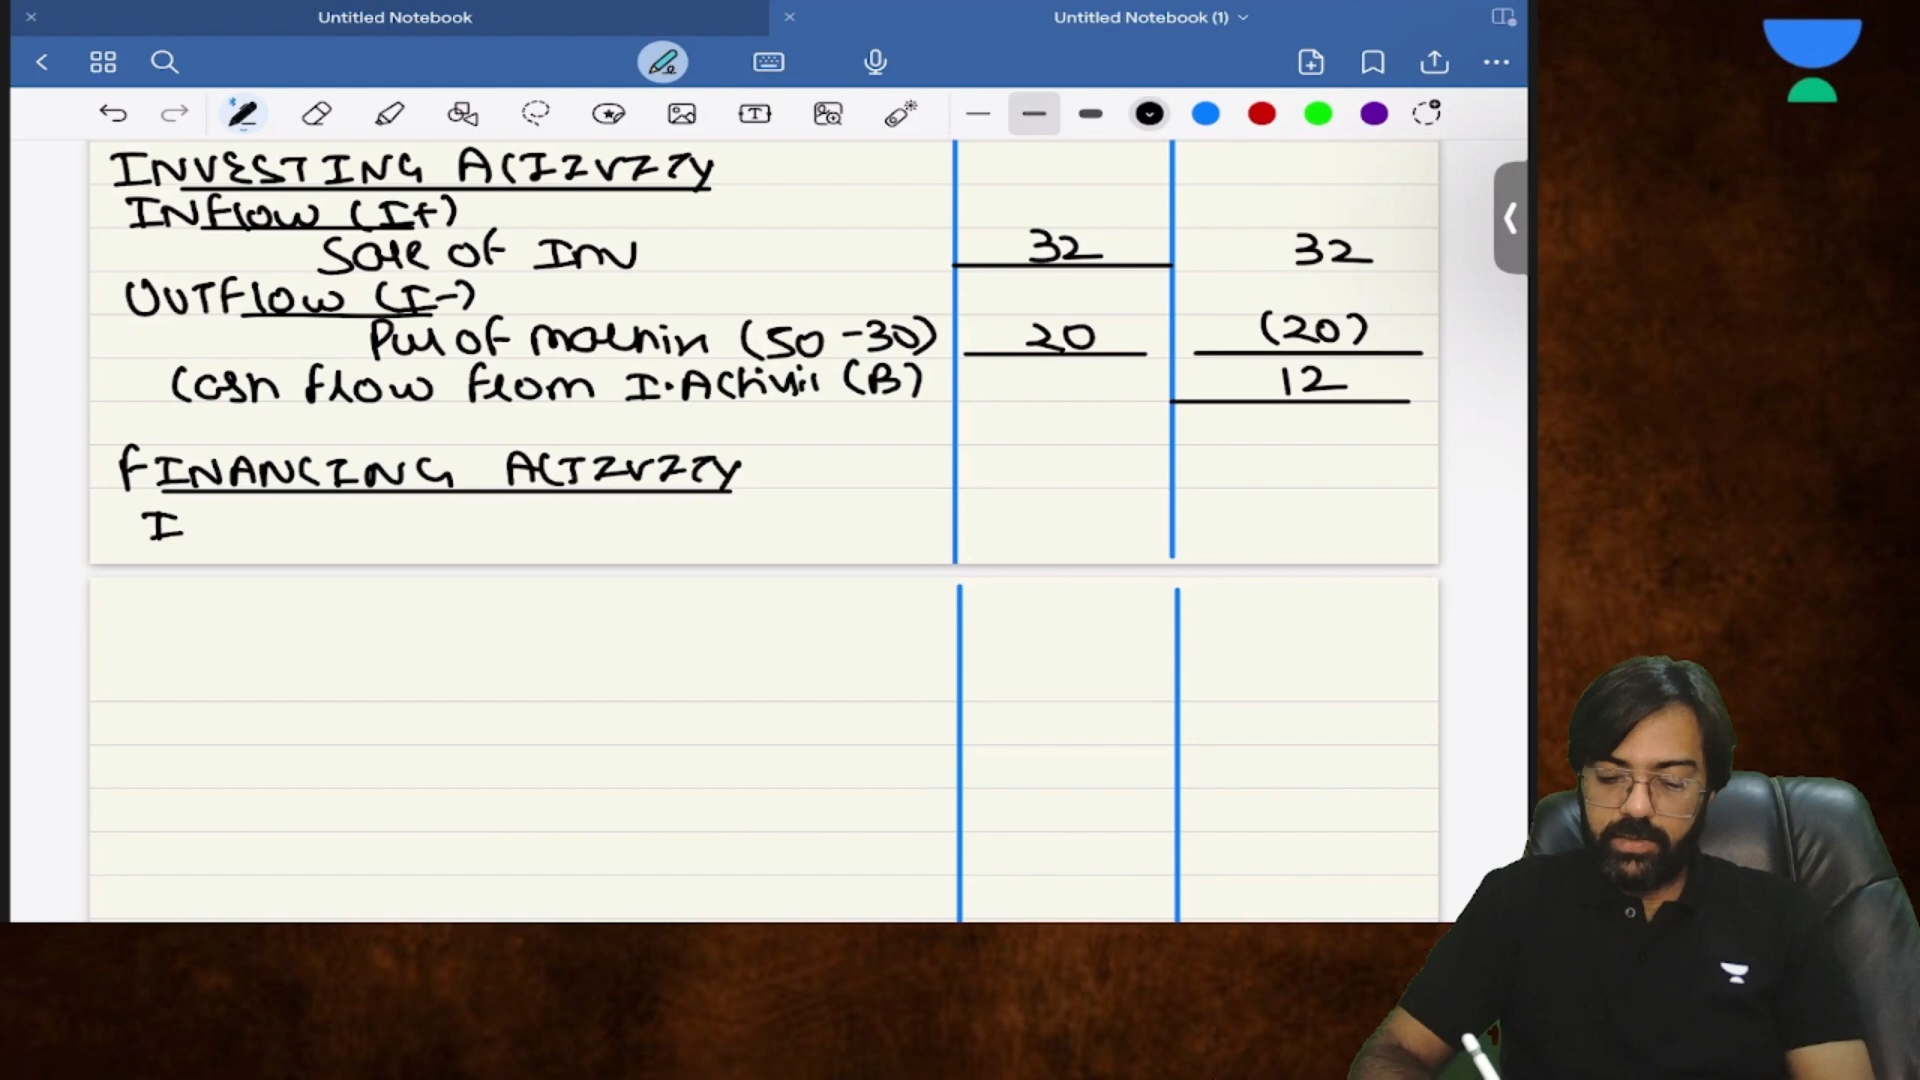 Untitled Notebook
Untitled Notebook (1)
INVESTING ACTIVITY
INflow (I+)
Sale of Inv 32 32
OUTflow (I-)
Pur of machin (50 -30) 20 (20)
Cash flow from I. Activi (B) 12
FINANCING ACTIVITY
I